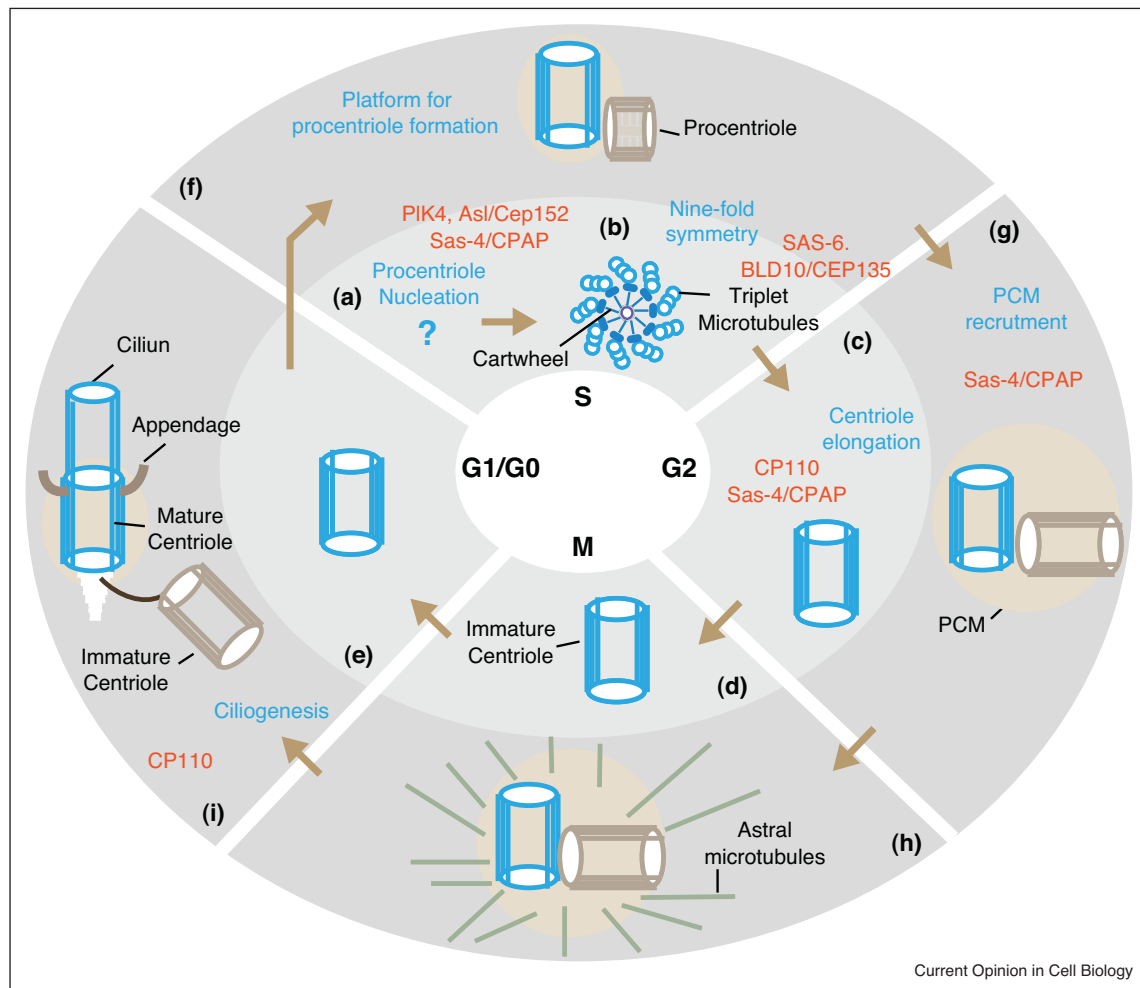 Platform for
procentriole formation
Procentriole
(f)
PlK4, Asl/Cep152
Sas-4/CPAP
(b)
Nine-fold
symmetry
SAS-6.
BLD10/CEP135
(g)
(a)
Procentriole
Nucleation
?
Triplet
Microtubules
Cartwheel
(c)
PCM
recrutment
Sas-4/CPAP
Ciliun
Appendage
Mature
Centriole
Immature
Centriole
S
G1/G0
G2
M
Centriole
elongation
CP110
Sas-4/CPAP
PCM
Immature
Centriole
(e)
(d)
Ciliogenesis
CP110
(i)
Astral
microtubules
(h)
Current Opinion in Cell Biology